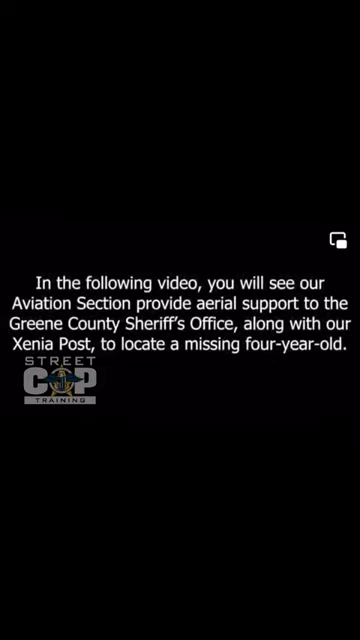 In the following video, you will see our
Aviation Section provide aerial support to the
Greene County Sheriff's Office, along with our
Xenia Post, to locate a missing four-year-old.
STREET
COP
TRAINING